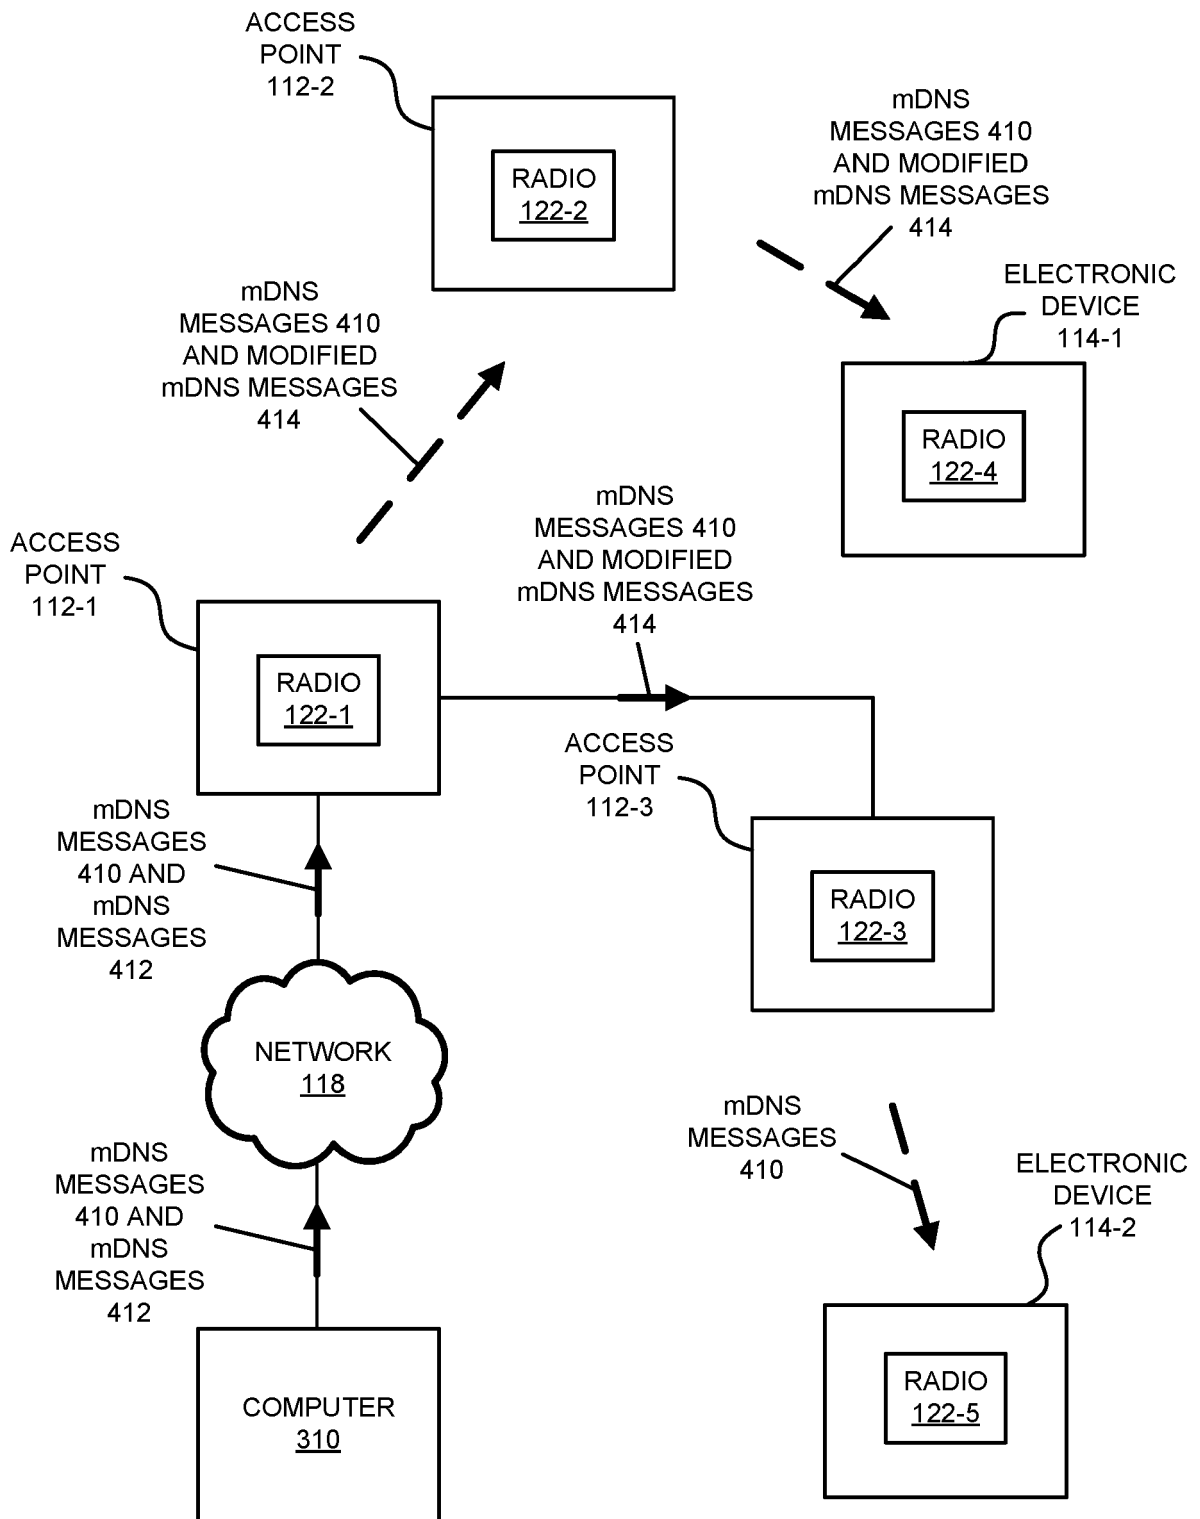 ACCESS
POINT
112-2
RADIO
122-2
mDNS
MESSAGES 410
AND MODIFIED
mDNS MESSAGES
414
ELECTRONIC
DEVICE
114-1
RADIO
122-4
mDNS
MESSAGES 410
AND MODIFIED
mDNS MESSAGES
414
mDNS
MESSAGES 410
AND MODIFIED
mDNS MESSAGES
414
ACCESS
POINT
112-1
RADIO
122-1
ACCESS
POINT
112-3
RADIO
122-3
mDNS
MESSAGES
410 AND
mDNS
MESSAGES
412
NETWORK
118
mDNS
MESSAGES
410
ELECTRONIC
DEVICE
114-2
RADIO
122-5
mDNS
MESSAGES
410 AND
mDNS
MESSAGES
412
COMPUTER
310